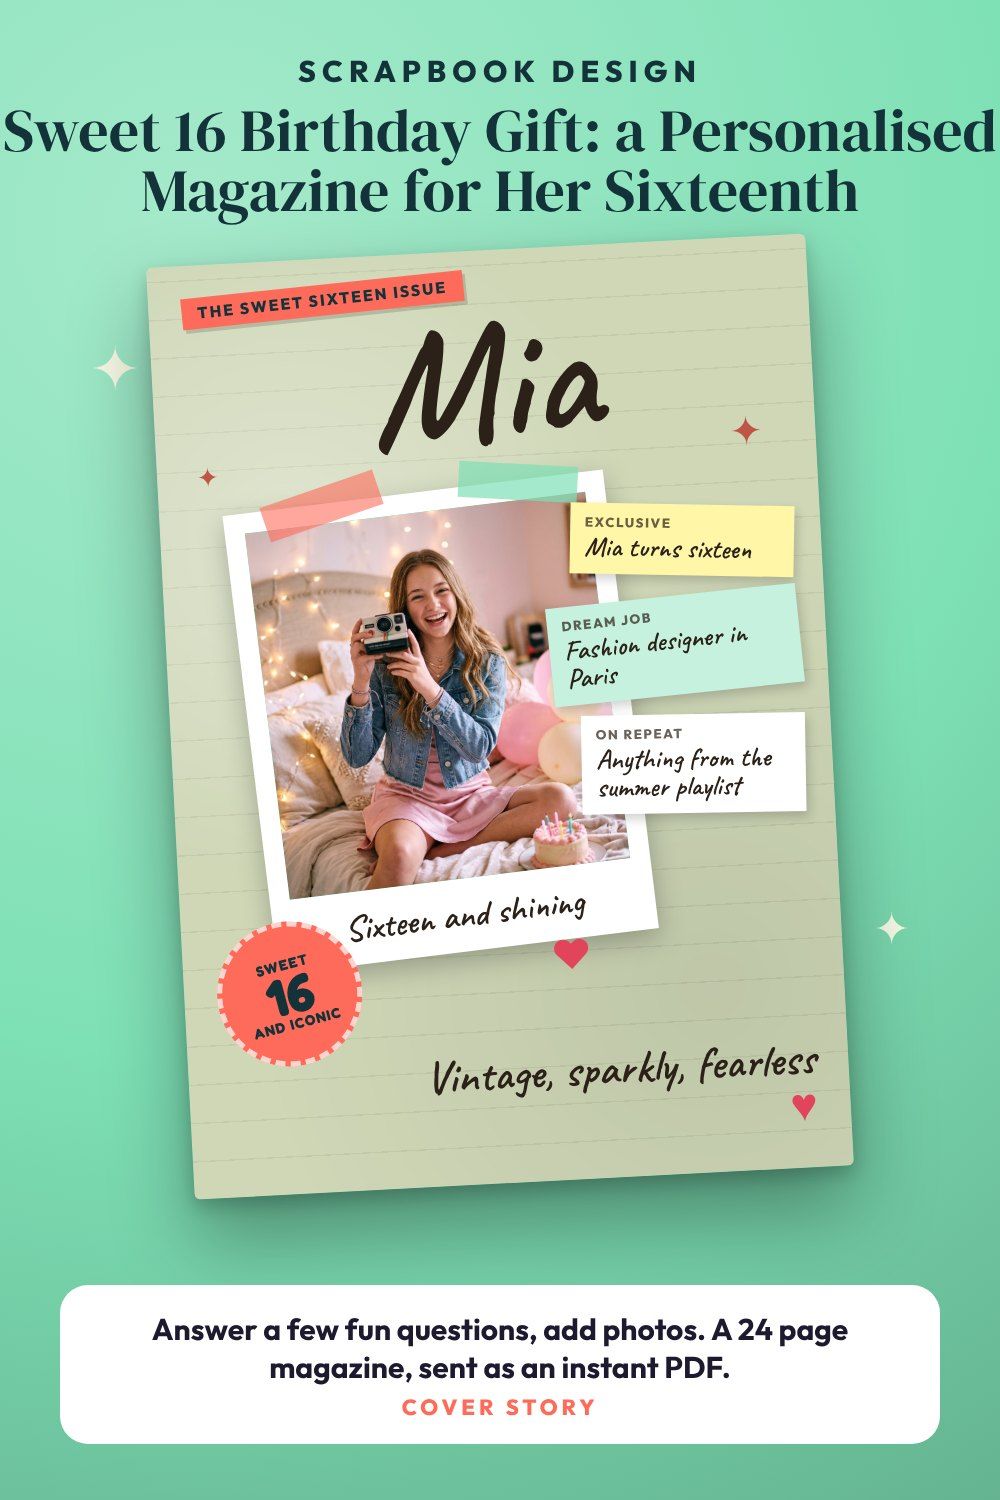 SCRAPBOOK DESIGN
Sweet 16 Birthday Gift: a Personalised
Magazine for Her Sixteenth
THE SWEET SIXTEEN ISSUE
Mia
EXCLUSIVE
Mia turns sixteen
DREAM JOB
Fashion designer in
Paris
ON REPEAT
Anything from the
summer playlist
Sixteen and shining
SWEET
16
AND ICONIC
Vintage, sparkly, fearless
Answer a few fun questions, add photos. A 24 page
magazine, sent as an instant PDF.
COVER STORY